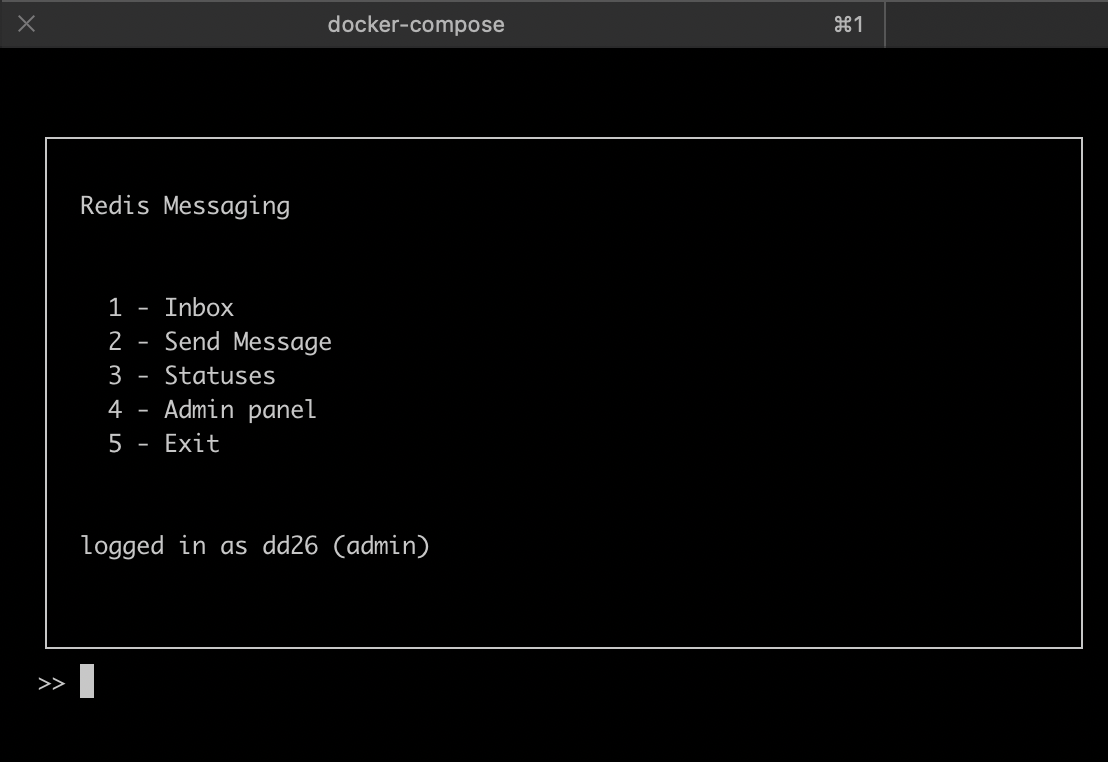 docker-compose ⌘1
Redis Messaging
1 - Inbox
2 - Send Message
3 - Statuses
4 - Admin panel
5 - Exit
logged in as dd26 (admin)
>>